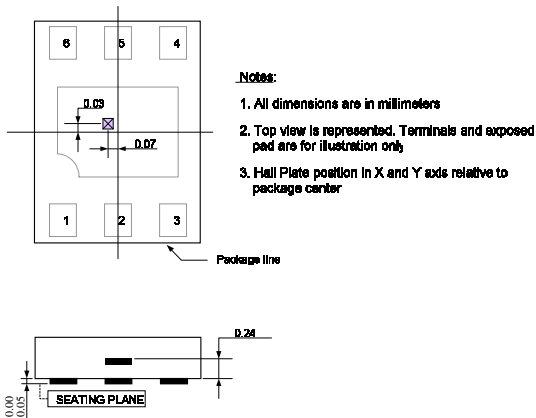 6 5 4
0.03
0.07
1 2 3
Package line
Notes:
1. All dimensions are in millimeters
2. Top view is represented. Terminals and exposed
pad are for illustration only
3. Hall Plate position in X and Y axis relative to
package center
0.24
0.00
0.05
SEATING PLANE